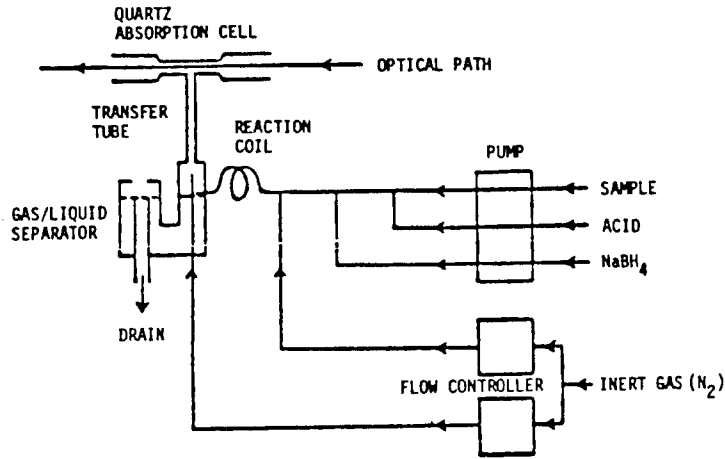 QUARTZ
ABSORPTION CELL
OPTICAL PATH
TRANSFER
TUBE
REACTION
COIL
PUMP
SAMPLE
GAS/LIQUID
SEPARATOR
ACID
NaBH4
DRAIN
FLOW CONTROLLER
INERT GAS (N2)